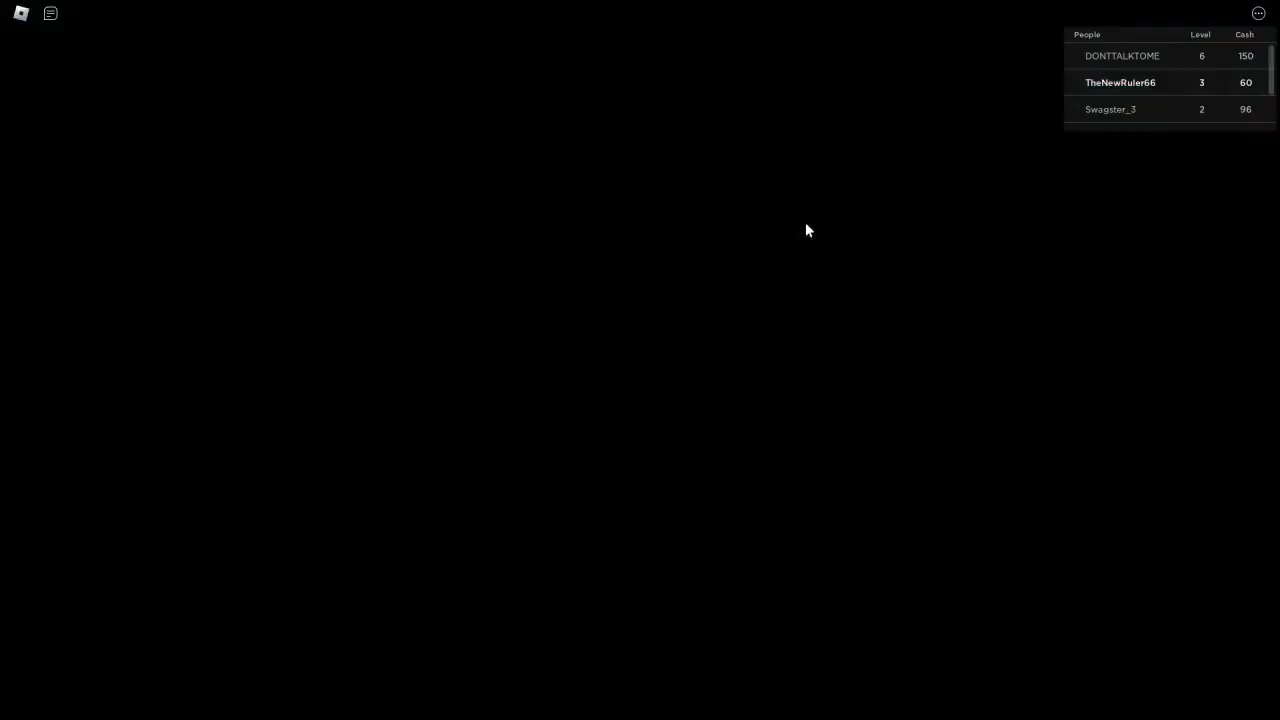 People Level Cash
DONTTALKTOME 6 150
TheNewRuler66 3 60
Swagster_3 2 96